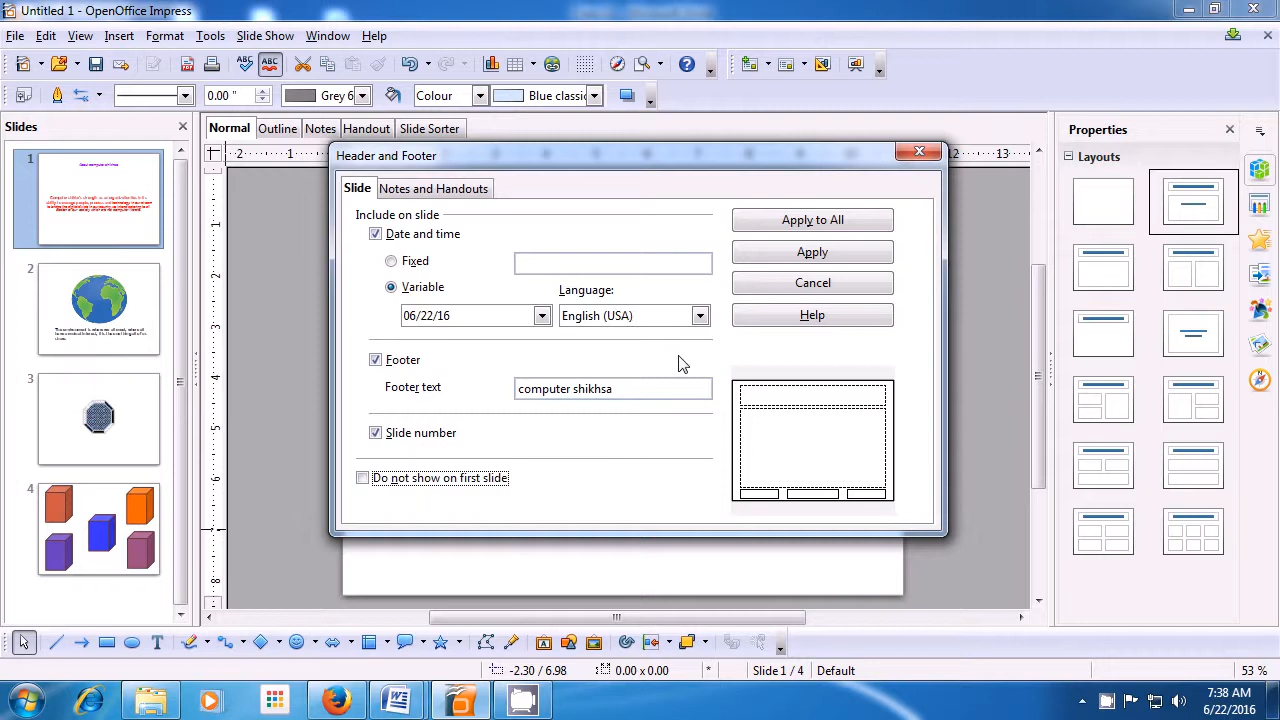 Untitled 1 - OpenOffice Impress
File Edit View Insert Format Tools Slide Show Window Help
0.00 " Grey 6 Colour Blue classic
Slides
Normal Outline Notes Handout Slide Sorter
Properties
Layouts
Header and Footer
Slide Notes and Handouts
Include on slide
Date and time
Fixed
Variable
Language:
06/22/16 English (USA)
Footer
Footer text computer shikhsa
Slide number
Do not show on first slide
Apply to All
Apply
Cancel
Help
1
2
3
4
-2.30 / 6.98 0.00 x 0.00 * Slide 1 / 4 Default 53 %
7:38 AM
6/22/2016